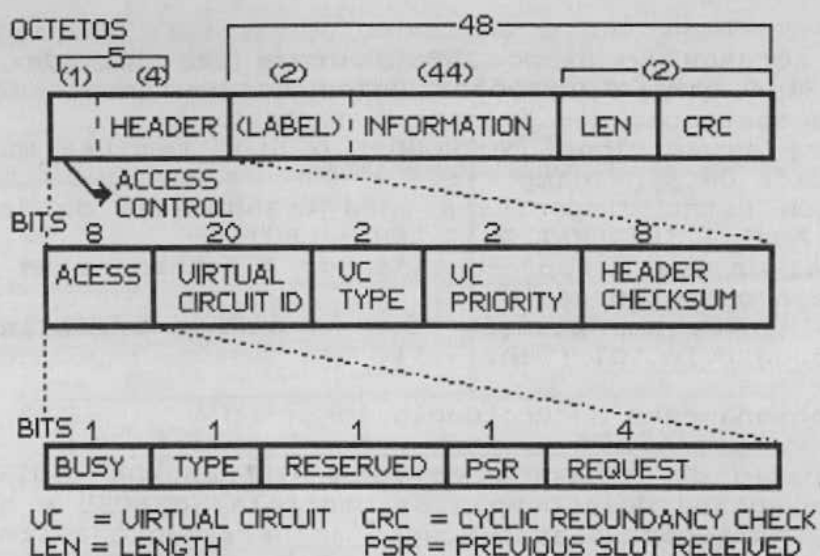 OCTETOS
5
48
(1) (4) (2) (44) (2)
HEADER (LABEL) INFORMATION LEN CRC
ACCESS
CONTROL
BITS
8 20 2 2 8
ACESS VIRTUAL CIRCUIT ID VC TYPE VC PRIORITY HEADER CHECKSUM
BITS 1 1 1 1 4
BUSY TYPE RESERVED PSR REQUEST
VC = VIRTUAL CIRCUIT CRC = CYCLIC REDUNDANCY CHECK
LEN = LENGTH PSR = PREVIOUS SLOT RECEIVED